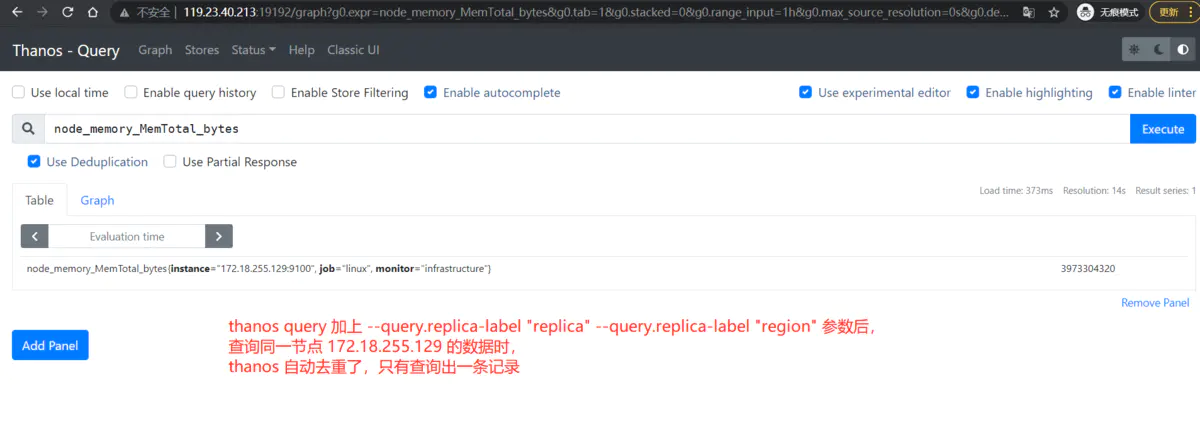 不安全 | 119.23.40.213:19192/graph?g0.expr=node_memory_MemTotal_bytes&g0.tab=1&g0.stacked=0&g0.range_input=1h&g0.max_source_resolution=0s&g0.de... 无痕模式 更新
Thanos - Query Graph Stores Status Help Classic UI
Use local time Enable query history Enable Store Filtering Enable autocomplete Use experimental editor Enable highlighting Enable linter
node_memory_MemTotal_bytes Execute
Use Deduplication Use Partial Response
Table Graph Load time: 373ms Resolution: 14s Result series: 1
Evaluation time
node_memory_MemTotal_bytes{instance="172.18.255.129:9100", job="linux", monitor="infrastructure"} 3973304320
Remove Panel
Add Panel
thanos query 加上 --query.replica-label "replica" --query.replica-label "region" 参数后，
查询同一节点 172.18.255.129 的数据时，
thanos 自动去重了，只有查询出一条记录